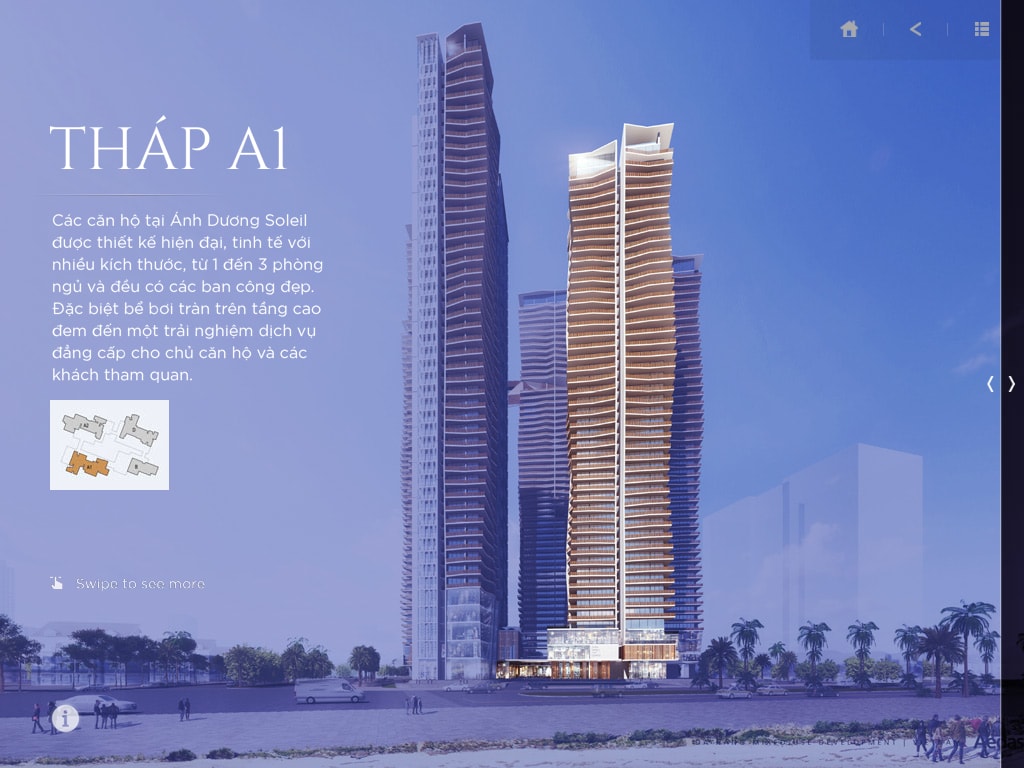 THÁP A1
Các căn hộ tại Ánh Dương Soleil
được thiết kế hiện đại, tinh tế với
nhiều kích thước, từ 1 đến 3 phòng
ngủ và đều có các ban công đẹp.
Đặc biệt bể bơi tràn trên tầng cao
đem đến một trải nghiệm dịch vụ
đẳng cấp cho chủ căn hộ và các
khách tham quan.
A2
A1
B
Swipe to see more